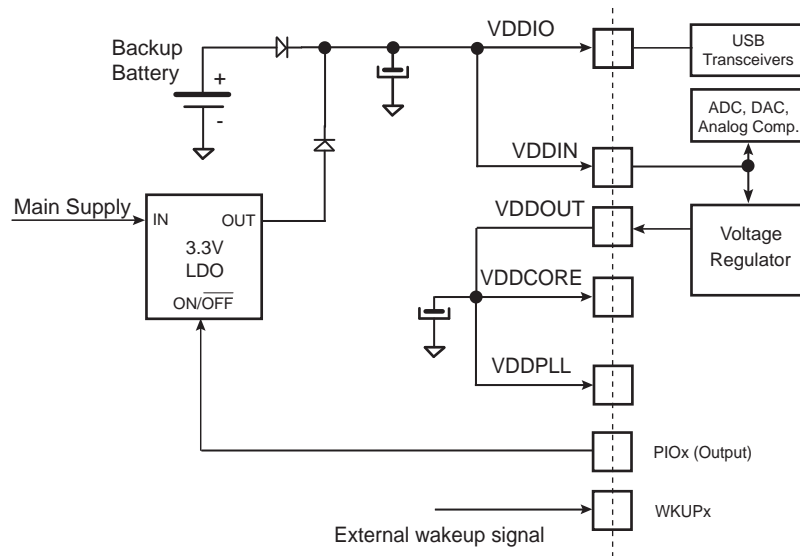 VDDIO
USB
Transceivers
Backup
Battery
+
-
ADC, DAC,
Analog Comp.
VDDIN
Main Supply
IN
OUT
3.3V
LDO
ON/OFF
VDDOUT
Voltage
Regulator
VDDCORE
VDDPLL
PIOx (Output)
WKUPx
External wakeup signal